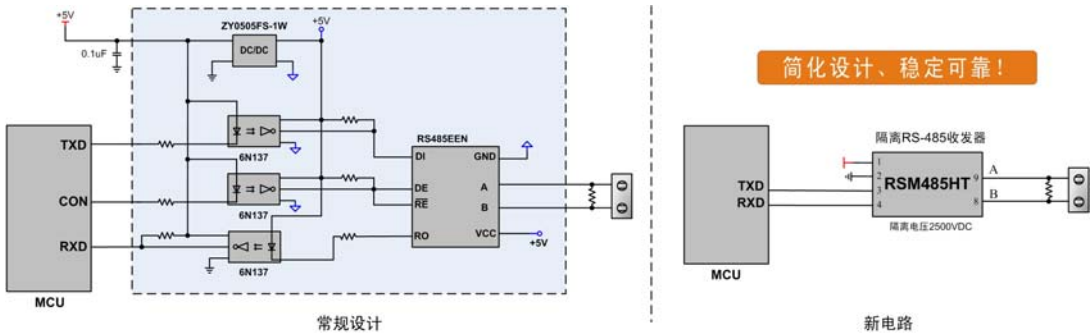 +5V
ZY0505FS-1W
+5V
0.1uF
DC/DC
TXD
6N137
CON
6N137
RXD
6N137
MCU
RS485EEN
DI
GND
DE
A
RE
B
RO
VCC
+5V
常规设计
简化设计、稳定可靠！
隔离RS-485收发器
1
2
3
4
RSM485HT
9
8
A
B
TXD
RXD
隔离电压2500VDC
MCU
新电路